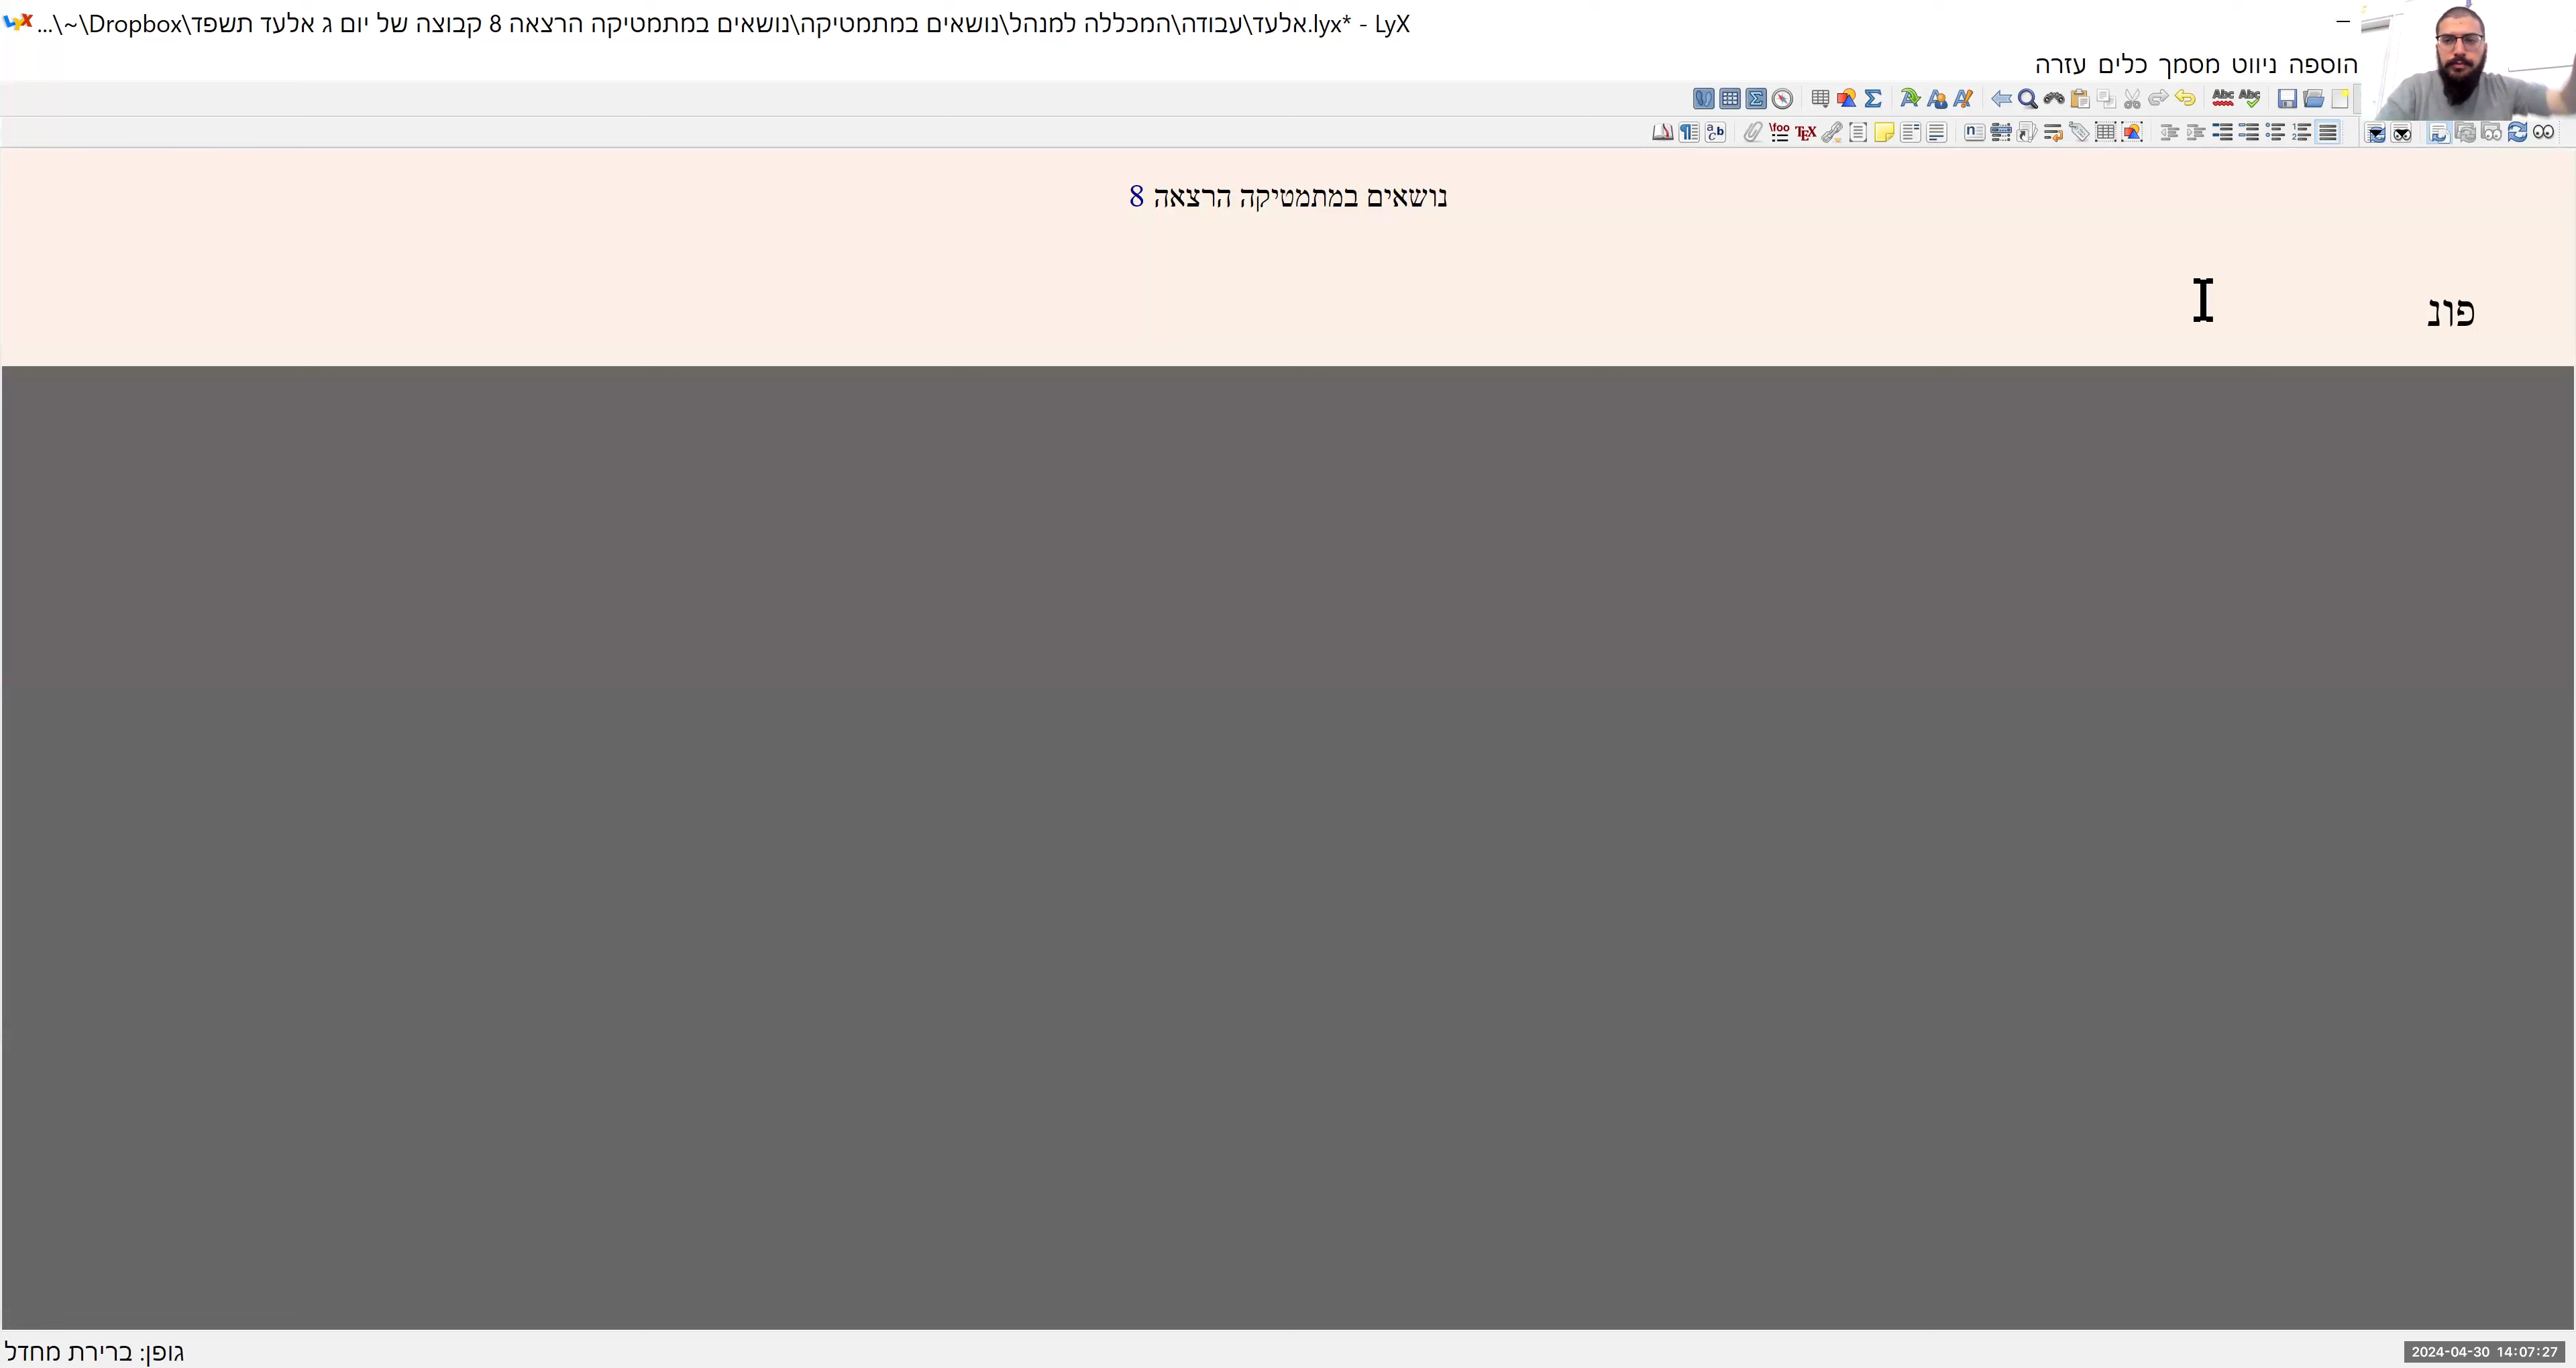 ...\~\Dropbox\אלעד\עבודה\המכללה למנהל\נושאים במתמטיקה\נושאים במתמטיקה הרצאה 8 קבוצה של יום ג אלעד תשפד.lyx* - LyX
הוספה ניווט מסמך כלים עזרה
נושאים במתמטיקה הרצאה 8
פונ
גופן: ברירת מחדל
2024-04-30 14:07:27